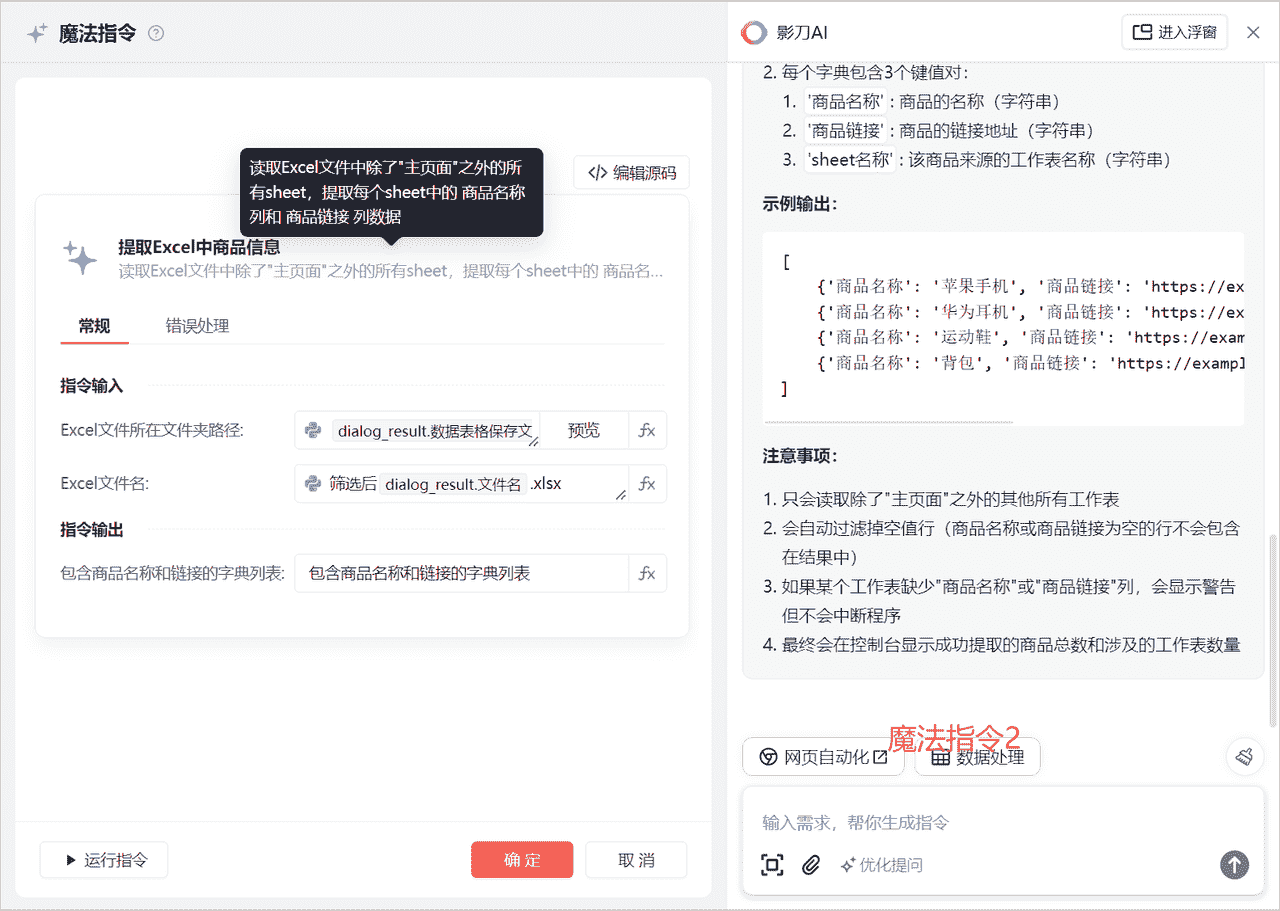 魔法指令
读取Excel文件中除了"主页面"之外的所
有sheet，提取每个sheet中的 商品名称
列和 商品链接 列数据
</> 编辑源码
提取Excel中商品信息
读取Excel文件中除了"主页面"之外的所有sheet，提取每个sheet中的 商品名...
常规 错误处理
指令输入
Excel文件所在文件夹路径: dialog_result.数据表格保存文 预览 fx
Excel文件名: 筛选后 dialog_result.文件名 .xlsx fx
指令输出
包含商品名称和链接的字典列表: 包含商品名称和链接的字典列表 fx
运行指令 确定 取消
影刀AI 进入浮窗
2. 每个字典包含3个键值对：
1. '商品名称'：商品的名称（字符串）
2. '商品链接'：商品的链接地址（字符串）
3. 'sheet名称'：该商品来源的工作表名称（字符串）
示例输出：
[
{'商品名称': '苹果手机', '商品链接': 'https://ex
{'商品名称': '华为耳机', '商品链接': 'https://ex
{'商品名称': '运动鞋', '商品链接': 'https://exam
{'商品名称': '背包', '商品链接': 'https://exampl
]
注意事项：
1. 只会读取除了"主页面"之外的其他所有工作表
2. 会自动过滤掉空值行（商品名称或商品链接为空的行不会包含
在结果中）
3. 如果某个工作表缺少"商品名称"或"商品链接"列，会显示警告
但不会中断程序
4. 最终会在控制台显示成功提取的商品总数和涉及的工作表数量
魔法指令2
网页自动化 数据处理
输入需求，帮你生成指令
优化提问